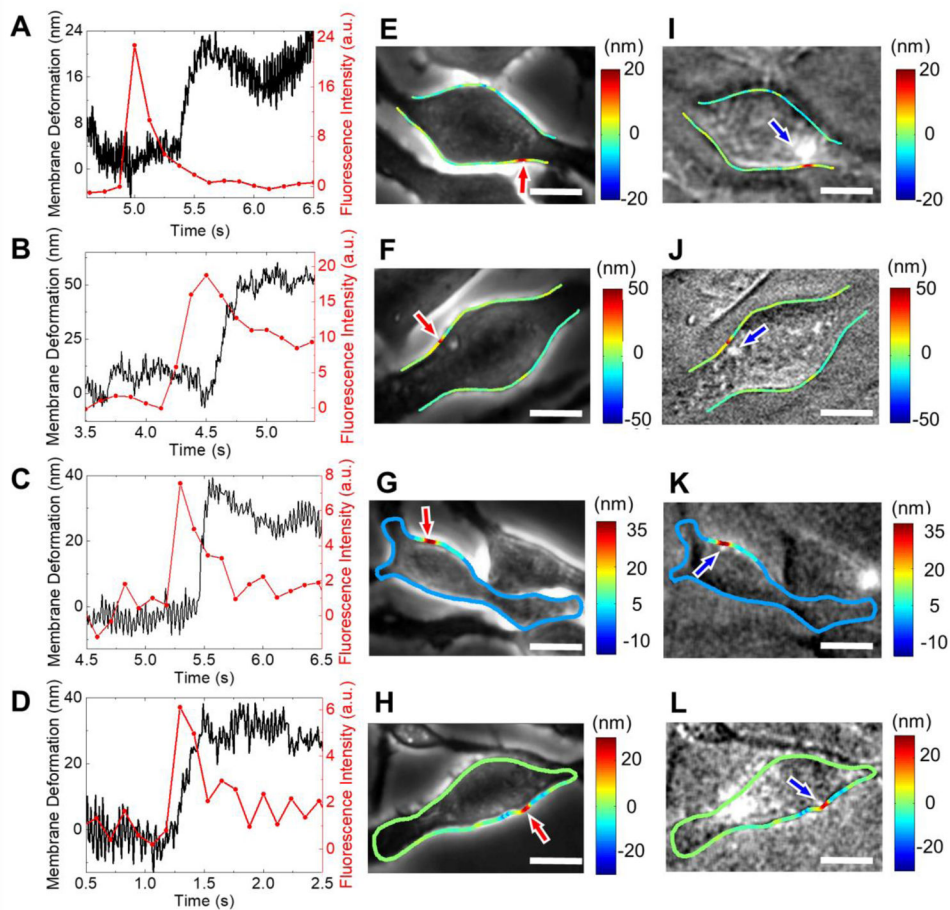 A
Membrane Deformation (nm)
24
16
8
0
5.0 5.5 6.0 6.5
Time (s)
24
16
8
0
Fluorescence Intensity (a.u.)
E
(nm)
20
0
-20
I
(nm)
20
0
-20
B
Membrane Deformation (nm)
50
25
0
3.5 4.0 4.5 5.0
Time (s)
20
15
10
5
0
Fluorescence Intensity (a.u.)
F
(nm)
50
0
-50
J
(nm)
50
0
-50
C
Membrane Deformation (nm)
40
20
0
4.5 5.0 5.5 6.0 6.5
Time (s)
8
6
4
2
0
Fluorescence Intensity (a.u.)
G
(nm)
35
20
5
-10
K
(nm)
35
20
5
-10
D
Membrane Deformation (nm)
40
20
0
0.5 1.0 1.5 2.0 2.5
Time (s)
6
4
2
0
Fluorescence Intensity (a.u.)
H
(nm)
20
0
-20
L
(nm)
20
0
-20